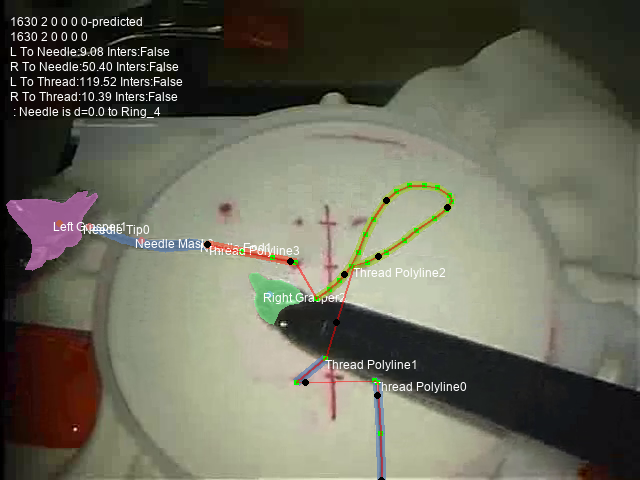 1630 2 0 0 0 0-predicted
1630 2 0 0 0 0
L To Needle:9.08 Inters:False
R To Needle:50.40 Inters:False
L To Thread:119.52 Inters:False
R To Thread:10.39 Inters:False
: Needle is d=0.0 to Ring_4
Left Grasper1
Needle Tip0
Needle Mask
Thread Polyline3
Thread Polyline2
Right Grasper2
Thread Polyline1
Thread Polyline0